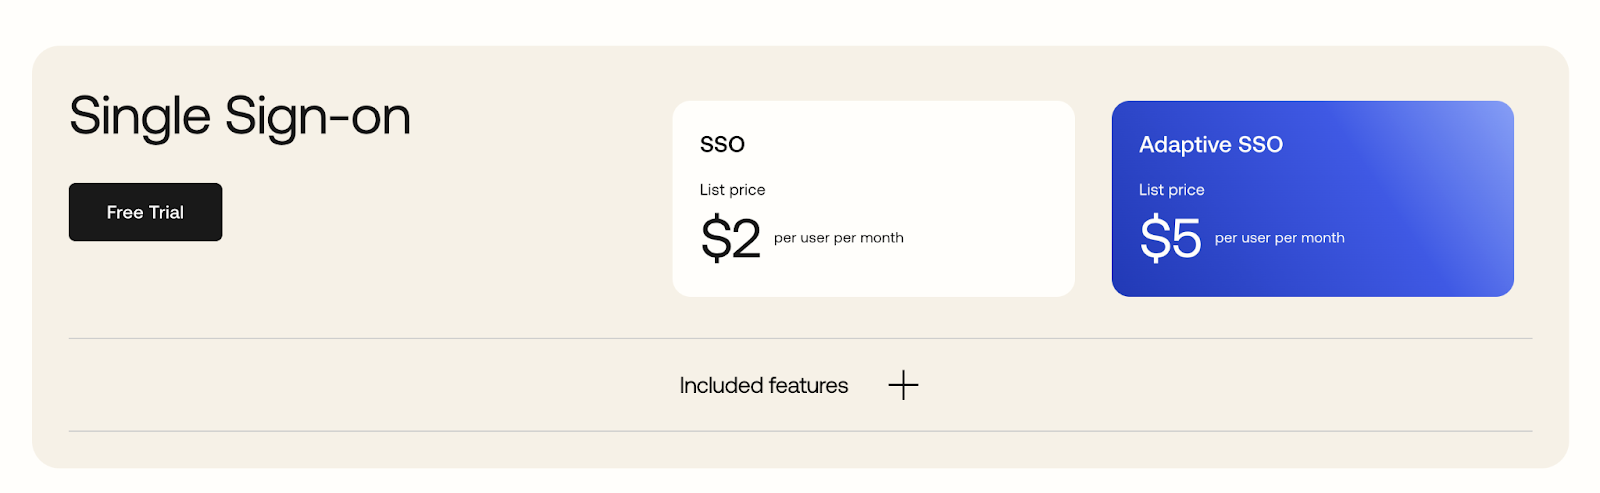 Single Sign-on
Free Trial
SSO
List price
$2 per user per month
Adaptive SSO
List price
$5 per user per month
Included features